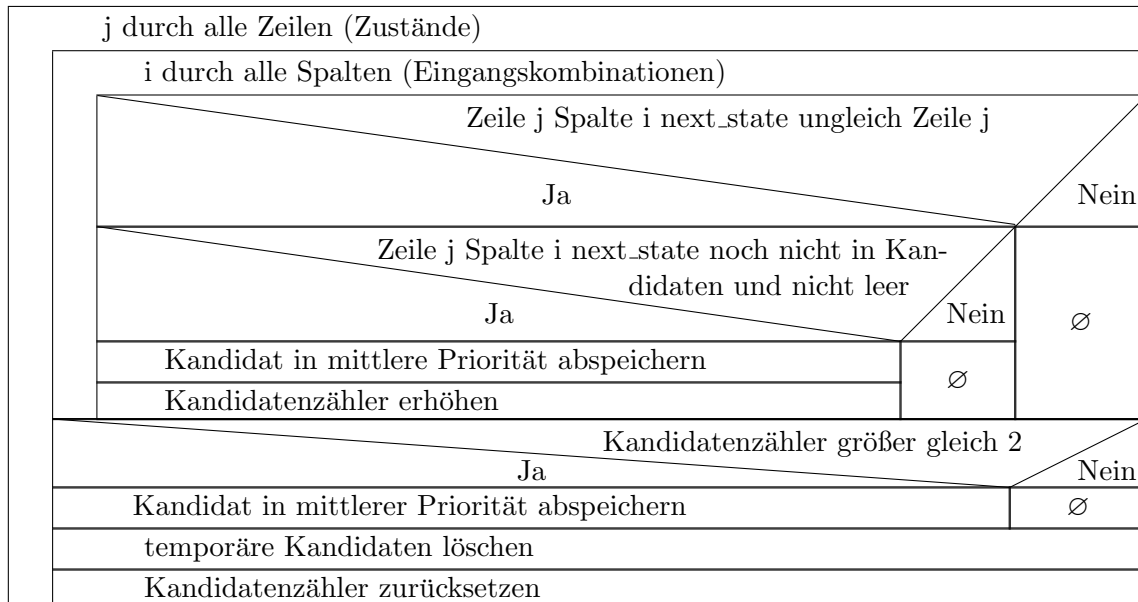 j durch alle Zeilen (Zustände)
i durch alle Spalten (Eingangskombinationen)
Zeile j Spalte i next_state ungleich Zeile j
Ja
Nein
Zeile j Spalte i next_state noch nicht in Kan-
didaten und nicht leer
Ja
Nein
∅
Kandidat in mittlere Priorität abspeichern
∅
Kandidatenzähler erhöhen
Kandidatenzähler größer gleich 2
Ja
Nein
Kandidat in mittlerer Priorität abspeichern
∅
temporäre Kandidaten löschen
Kandidatenzähler zurücksetzen